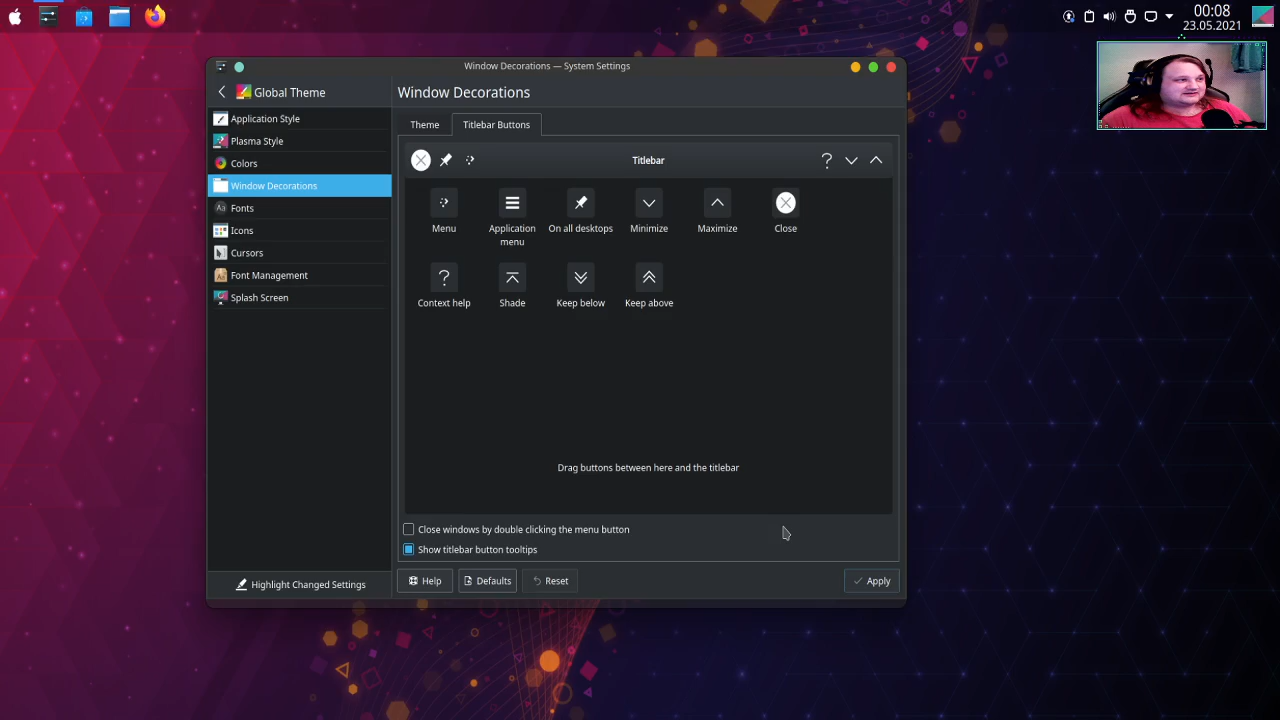 00:08
23.05.2021
Window Decorations — System Settings
Global Theme
Window Decorations
Application Style
Plasma Style
Colors
Window Decorations
Fonts
Icons
Cursors
Font Management
Splash Screen
Highlight Changed Settings
Theme
Titlebar Buttons
Titlebar
Menu
Application
menu
On all desktops
Minimize
Maximize
Close
Context help
Shade
Keep below
Keep above
Drag buttons between here and the titlebar
Close windows by double clicking the menu button
Show titlebar button tooltips
Help
Defaults
Reset
Apply